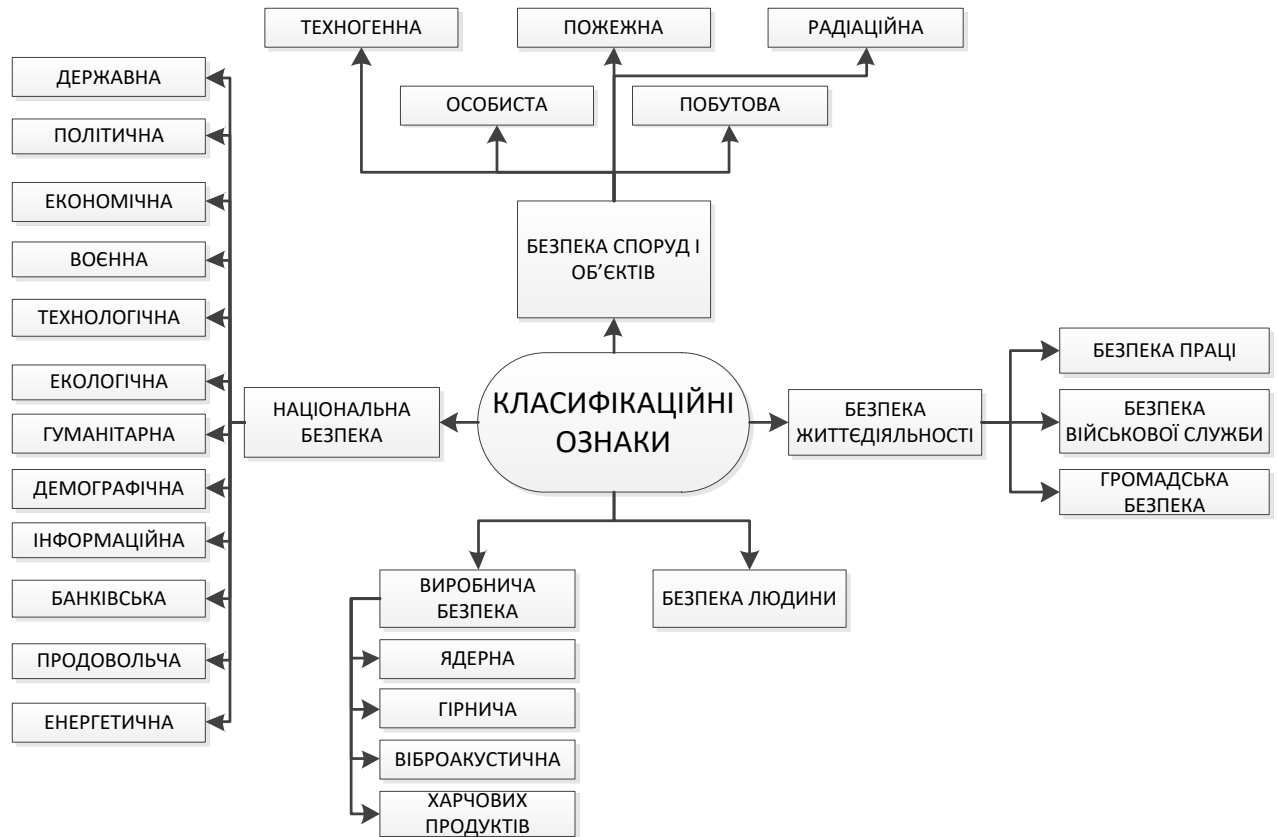 ТЕХНОГЕННА
ПОЖЕЖНА
РАДІАЦІЙНА
ОСОБИСТА
ПОБУТОВА
БЕЗПЕКА СПОРУД І
ОБ’ЄКТІВ
ДЕРЖАВНА
ПОЛІТИЧНА
ЕКОНОМІЧНА
ВОЄННА
ТЕХНОЛОГІЧНА
ЕКОЛОГІЧНА
ГУМАНІТАРНА
ДЕМОГРАФІЧНА
ІНФОРМАЦІЙНА
БАНКІВСЬКА
ПРОДОВОЛЬЧА
ЕНЕРГЕТИЧНА
НАЦІОНАЛЬНА
БЕЗПЕКА
КЛАСИФІКАЦІЙНІ
ОЗНАКИ
БЕЗПЕКА
ЖИТТЄДІЯЛЬНОСТІ
БЕЗПЕКА ПРАЦІ
БЕЗПЕКА
ВІЙСЬКОВОЇ СЛУЖБИ
ГРОМАДСЬКА
БЕЗПЕКА
ВИРОБНИЧА
БЕЗПЕКА
ЯДЕРНА
ГІРНИЧА
ВІБРОАКУСТИЧНА
ХАРЧОВИХ
ПРОДУКТІВ
БЕЗПЕКА ЛЮДИНИ